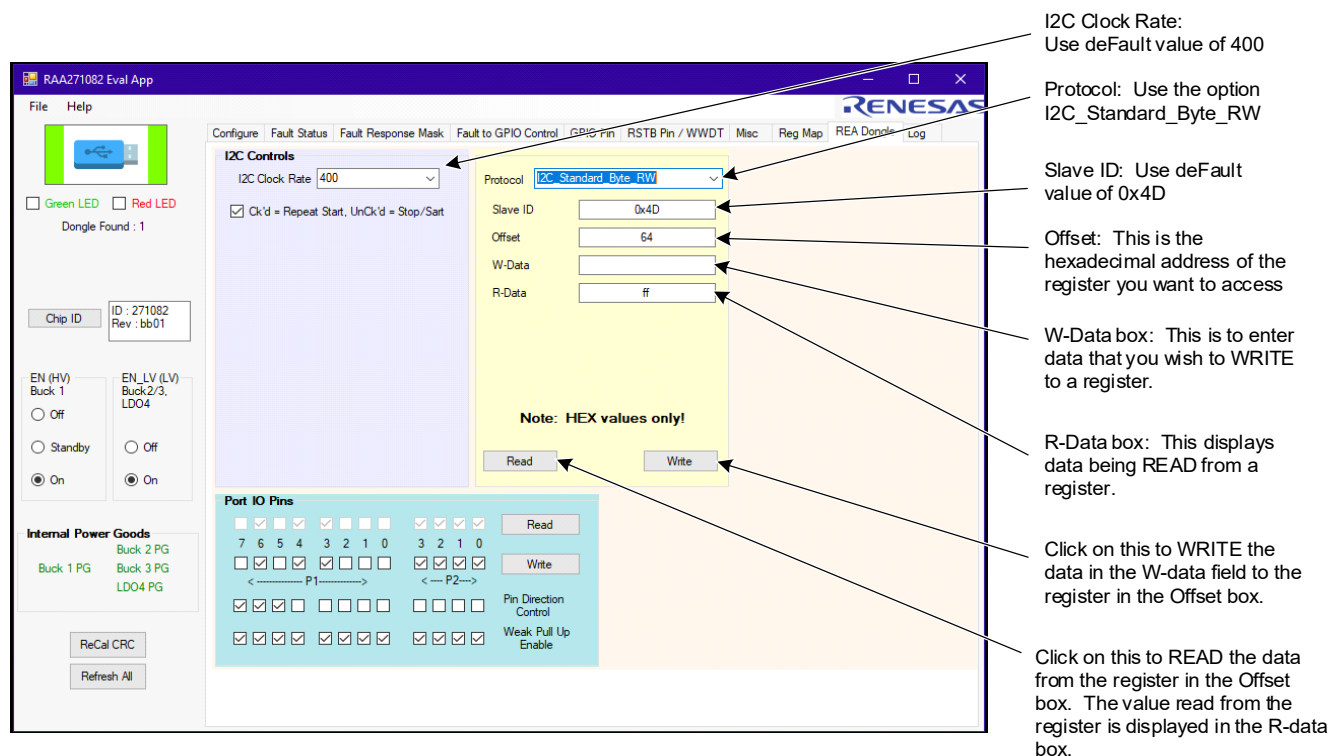 I2C Clock Rate:
Use deFault value of 400
Protocol: Use the option
I2C_Standard_Byte_RW
Slave ID: Use deFault
value of 0x4D
Offset: This is the
hexadecimal address of the
register you want to access
W-Data box: This is to enter
data that you wish to WRITE
to a register.
R-Data box: This displays
data being READ from a
register.
Click on this to WRITE the
data in the W-data field to the
register in the Offset box.
Click on this to READ the data
from the register in the Offset
box. The value read from the
register is displayed in the R-data
box.
RAA271082 Eval App
File Help
RENESAS
Configure Fault Status Fault Response Mask Fault to GPIO Control GPIO Pin RSTB Pin / WWDT Misc Reg Map REA Dongle Log
Green LED Red LED
Dongle Found : 1
Chip ID
ID : 271082
Rev : bb01
EN (HV)
Buck 1
Off
Standby
On
EN_LV (LV)
Buck2/3,
LDO4
Off
On
Internal Power Goods
Buck 2 PG
Buck 1 PG Buck 3 PG
LDO4 PG
ReCal CRC
Refresh All
I2C Controls
I2C Clock Rate 400
Ck'd = Repeat Start, UnCk'd = Stop/Sart
Protocol I2C_Standard_Byte_RW
Slave ID 0x4D
Offset 64
W-Data
R-Data ff
Note: HEX values only!
Read Write
Port IO Pins
Read
7 6 5 4 3 2 1 0 3 2 1 0
Write
< --------------- P1-------------> < ---- P2---->
Pin Direction
Control
Weak Pull Up
Enable